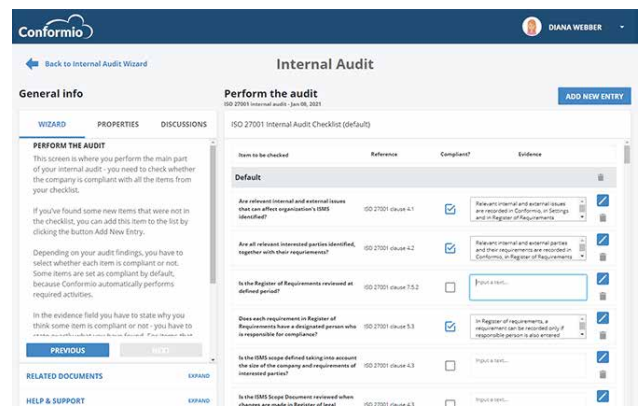 Conformio
DIANA WEBBER
Back to Internal Audit Wizard
Internal Audit
General info
WIZARD
PROPERTIES
DISCUSSIONS
PERFORM THE AUDIT
This screen is where you perform the main part
of your internal audit - you need to check whether
the company is compliant with all the items from
your checklist.
If you've found some new items that were not in
the checklist, you can add this item to the list by
clicking the button Add New Entry.
Depending on your audit findings, you have to
select whether each item is compliant or not.
Some items are set as compliant by default,
because Conformio automatically performs
required activities.
In the evidence field you have to state why you
think some item is compliant or not - you have to
PREVIOUS
NEXT
RELATED DOCUMENTS
EXPAND
HELP & SUPPORT
EXPAND
Perform the audit
ISO 27001 internal audit - Jan 08, 2021
ADD NEW ENTRY
ISO 27001 Internal Audit Checklist (default)
Item to be checked
Reference
Compliant?
Evidence
Default
Are relevant internal and external issues
that can affect organization's ISMS
identified?
ISO 27001 clause 4.1
Relevant internal and external issues
are recorded in Conformio, in Settings
and in Register of Requirements
Are all relevant interested parties identified,
together with their requriements?
ISO 27001 clause 4.2
Relevant internal and external parties
and their requirements are recorded in
Conformio, in Register of Requirements
Is the Register of Requirements reviewed at
defined period?
ISO 27001 clause 7.5.2
Input a text...
Does each requirement in Register of
Requirements have a designated person who
is responsible for compliance?
ISO 27001 clause 5.3
In Register of requirements, a
requirement can be recorded only if
responsible person is also entered
Is the ISMS scope defined taking into account
the size of the company and requirements of
interested parties?
ISO 27001 clause 4.3
Input a text...
Is the ISMS Scope Document reviewed when
changes are made in Register of legal
ISO 27001 clause 4.3
Input a text...